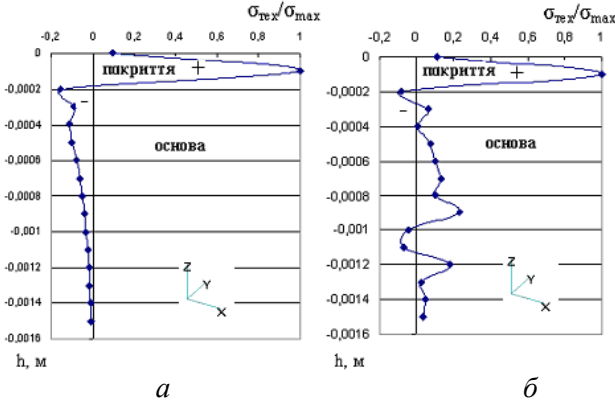 σтех/σmax
-0,2 0 0,2 0,4 0,6 0,8 1
0
покриття +
-0,0002
−
-0,0004
основа
-0,0006
-0,0008
-0,001
-0,0012
Z
Y
-0,0014
X
-0,0016
h, м
а
σтех/σmax
-0,2 0 0,2 0,4 0,6 0,8 1
0
покриття +
-0,0002
−
-0,0004
основа
-0,0006
-0,0008
-0,001
-0,0012
Z
Y
-0,0014
X
-0,0016
h, м
б